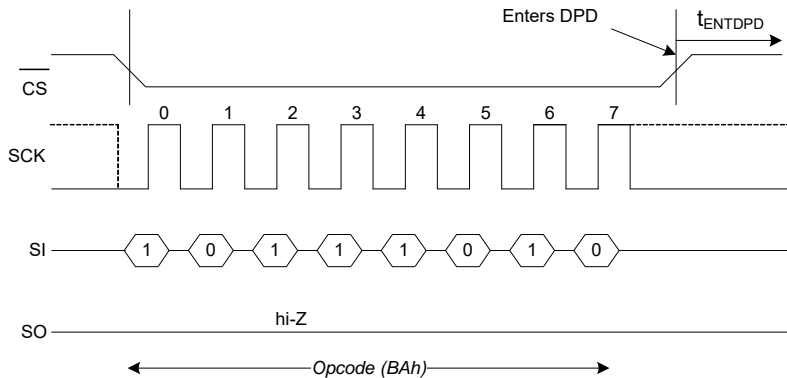 Enters DPD
tENTDPD
CS
0 1 2 3 4 5 6 7
SCK
SI 1 0 1 1 1 0 1 0
hi-Z
SO
Opcode (BAh)